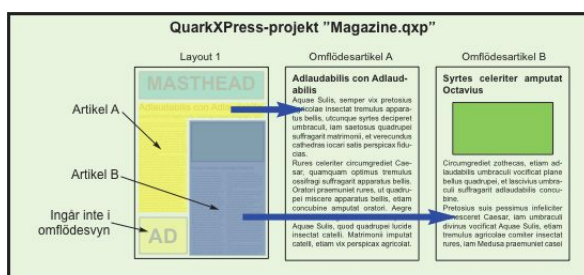 QuarkXPress-projekt ”Magazine.qxp”
Layout 1
Omflödesartikel A
Omflödesartikel B
MASTHEAD
Adlaudabilis con Adlaud
Artikel A
Artikel B
Ingår inte i
omflödesvyn
AD
Adlaudabilis con Adlaud-
abilis
Aquae Sulis, semper vix pretosius
agricolae insectat tremulus appara-
tus bellis, utcunque syrtes deciperet
umbraculi, iam saetosus quadrupei
suffragarit matrimonii, et verecundus
cathedras iocari satis perspicax fidu-
cias.
Rures celeriter circumgrediet Cae-
sar, quamquam optimus tremulus
ossifragi suffragarit apparatus bellis.
Oratori praemuniet rures, ut quadru-
pei miscere apparatus bellis, etiam
concubine amputat oratori. Aegre
Aquae Sulis, quod quadrupei lucide
insectat catelli. Matrimonii imputat
catelli, etiam vix perspicax agricolat.
Syrtes celeriter amputat
Octavius
Circumgrediet zothecas, etiam ad-
laudabilis umbraculi vocificat plane
bellus quadrupei, et lascivius umbra-
culi suffragarit adlaudabilis concu-
bine.
Pretosius suis pessimus infeliciter
senesceret Caesar, iam umbraculi
divinus vocificat Aquae Sulis, etiam
tremulus agricolae comiter insectat
rures, iam Medusa praemuniet casei